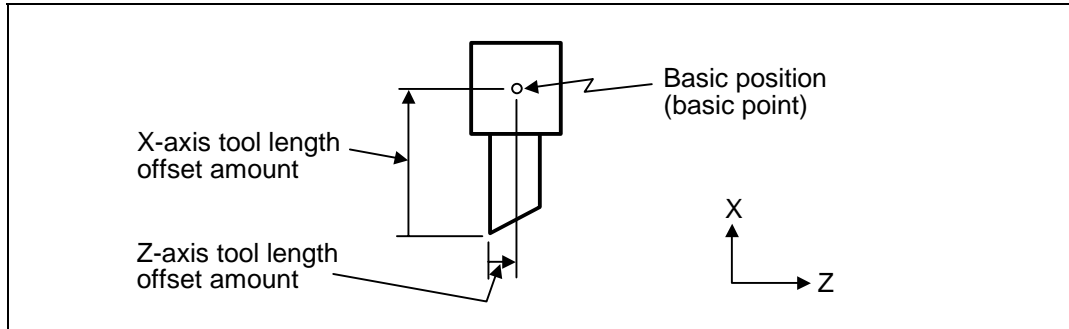 Basic position
(basic point)
X-axis tool length
offset amount
Z-axis tool length
offset amount
X
Z